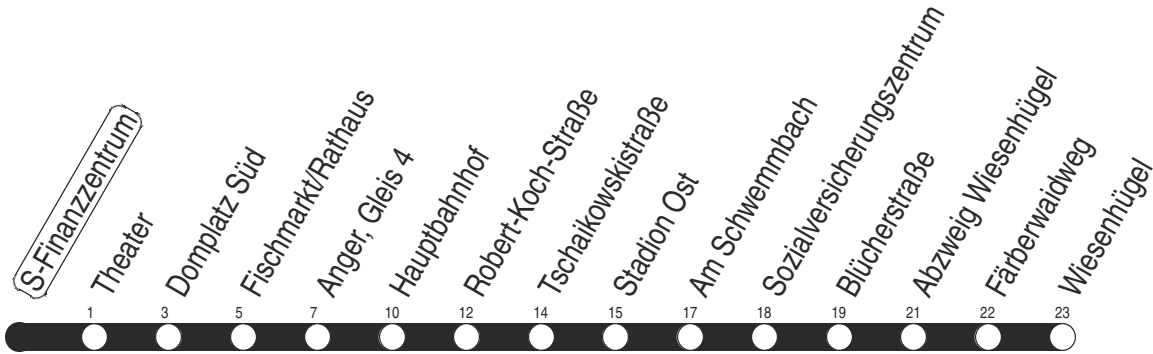 S-Finanzzentrum
Theater
Domplatz Süd
Fischmarkt/Rathaus
Anger, Gleis 4
Hauptbahnhof
Robert-Koch-Straße
Tschaikowskistraße
Stadion Ost
Am Schwemmbach
Sozialversicherungszentrum
Blücherstraße
Abzweig Wiesenhügel
Färberwaidweg
Wiesenhügel
1 3 5 7 10 12 14 15 17 18 19 21 22 23